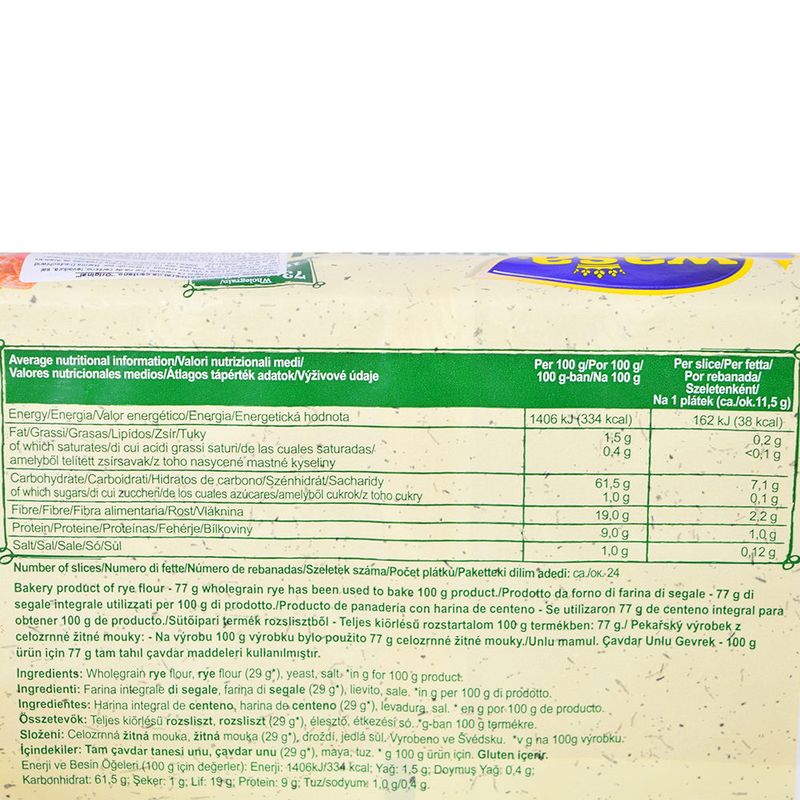 wasa
Wholegrain/
Average nutritional information/Valori nutrizionali medi/
Valores nutricionales medios/Átlagos tápérték adatok/Výživové údaje
Per 100 g/Por 100 g/
100 g-ban/Na 100 g
Per slice/Per fetta/
Por rebanada/
Szeletenként/
Na 1 plátek (ca./ок.11,5 g)
Energy/Energia/Valor energético/Energia/Energetická hodnota 1406 kJ (334 kcal) 162 kJ (38 kcal)
Fat/Grassi/Grasas/Lipidos/Zsír/Tuky 1,5 g 0,2 g
of which saturates/di cui acidi grassi saturi/de las cuales saturadas/ 0,4 g <0,1 g
amelyből telített zsírsavak/z toho nasycené mastné kyseliny
Carbohydrate/Carboidrati/Hidratos de carbono/Szénhidrát/Sacharidy 61,5 g 7,1 g
of which sugars/di cui zuccheri/de los cuales azúcares/amelyből cukrok/z toho cukry 1,0 g 0,1 g
Fibre/Fibre/Fibra alimentaria/Rost/Vláknina 19,0 g 2,2 g
Protein/Proteine/Proteínas/Fehérje/Bílkoviny 9,0 g 1,0 g
Salt/Sal/Sale/Só/Sůl 1,0 g 0,12 g
Number of slices/Numero di fette/Número de rebanadas/Szeletek száma/Počet plátků/Paketteki dilim adedi: ca./ок.-24
Bakery product of rye flour - 77 g wholegrain rye has been used to bake 100 g product./Prodotto da forno di farina di segale - 77 g di
segale integrale utilizzati per 100 g di prodotto./Producto de panadería con harina de centeno - Se utilizaron 77 g de centeno integral para
obtener 100 g de producto./Sütőipari termék rozslisztből - Teljes kiőrlésű rozstartalom 100 g termékben: 77 g./ Pekařský výrobek z
celozrnné žitné mouky: - Na výrobu 100 g výrobku bylo použito 77 g celozrnné žitné mouky./Unlu mamul. Çavdar Unlu Gevrek - 100 g
ürün için 77 g tam tahıl çavdar maddeleri kullanılmıştır.
Ingredients: Wholegrain rye flour, rye flour (29 g*), yeast, salt. *in g for 100 g product.
Ingredienti: Farina integrale di segale, farina di segale (29 g*), lievito, sale. *in g per 100 g di prodotto.
Ingredientes: Harina integral de centeno, harina de centeno (29 g*), levadura, sal. * en g por 100 g de producto.
Összetevők: Teljes kiőrlésű rozsliszt, rozsliszt (29 g*), élesztő, étkezési só. *g-ban 100 g termékre.
Složení: Celozrnná žitná mouka, žitná mouka (29 g*), droždí, jedlá sůl. Vyrobeno ve Švédsku. *v g na 100g výrobku.
İçindekiler: Tam çavdar tanesi unu, çavdar unu (29 g*), maya, tuz. * g 100 g ürün için. Gluten içerir.
Enerji ve Besin Öğeleri (100 g için değerler): Enerji: 1406kJ/334 kcal; Yağ: 1,5 g; Doymuş Yağ: 0,4 g;
Karbonhidrat: 61,5 g; Şeker: 1 g; Lif: 19 g; Protein: 9 g; Tuz/sodyum: 1,0 g/0,4 g.